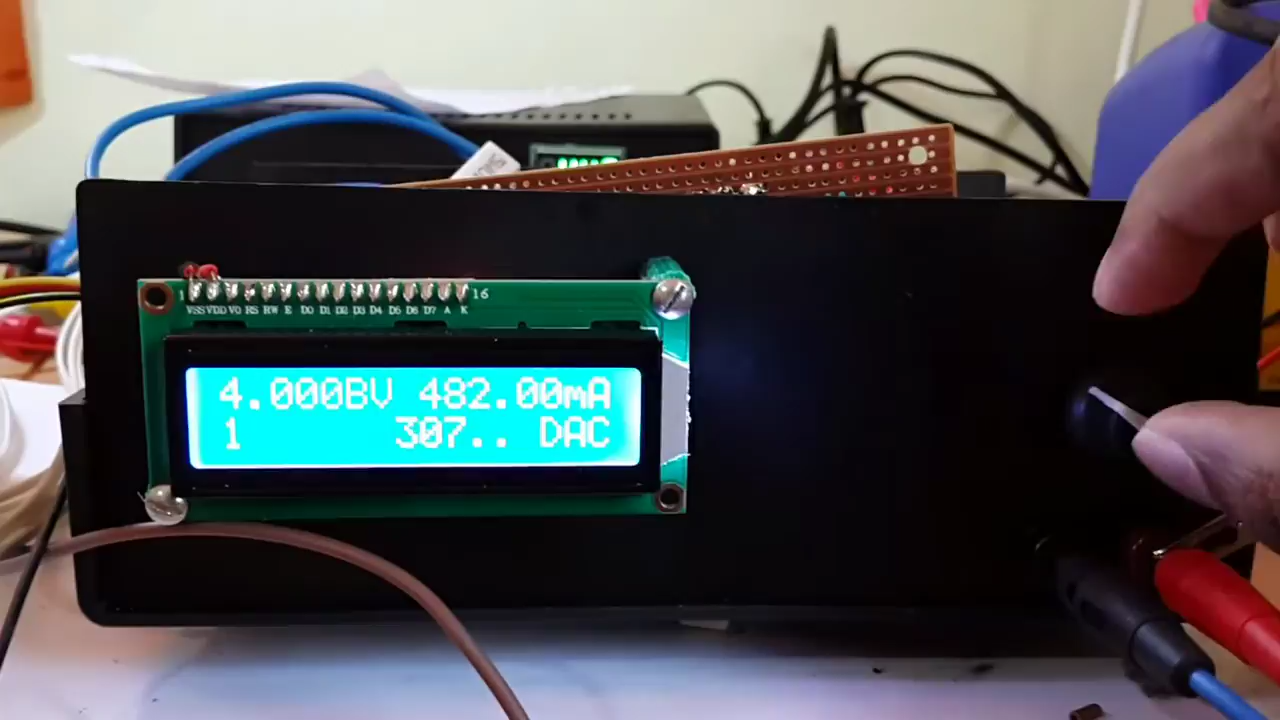 1 16
VSS VDD VO RS RW E D0 D1 D2 D3 D4 D5 D6 D7 A K
4.000BV 482.00mA
1 307.. DAC